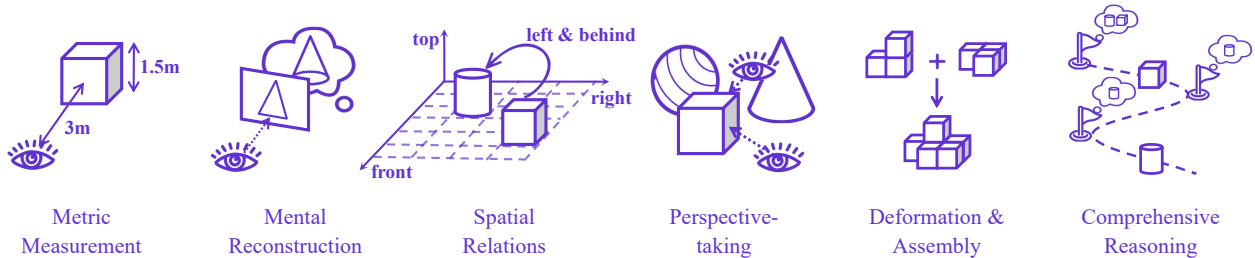 1.5m
3m
top
left & behind
right
front
Metric
Measurement
Mental
Reconstruction
Spatial
Relations
Perspective-
taking
Deformation &
Assembly
Comprehensive
Reasoning